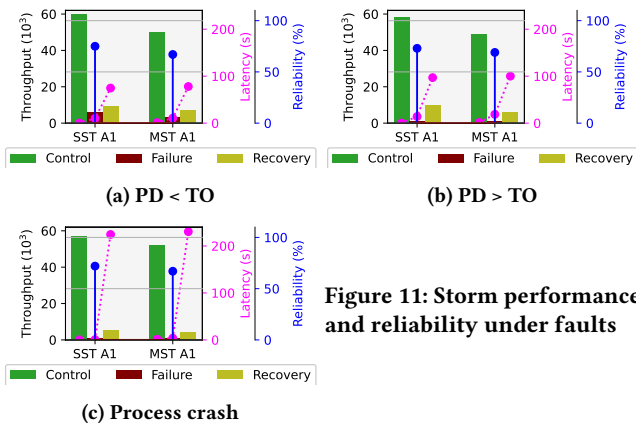 Throughput (10³)
60
40
20
0
SST A1
MST A1
200
100
0
Latency (s)
100
50
0
Reliability (%)
Control
Failure
Recovery
(a) PD < TO
Throughput (10³)
60
40
20
0
SST A1
MST A1
200
100
0
Latency (s)
100
50
0
Reliability (%)
Control
Failure
Recovery
(b) PD > TO
Throughput (10³)
60
40
20
0
SST A1
MST A1
200
100
0
Latency (s)
100
50
0
Reliability (%)
Control
Failure
Recovery
(c) Process crash
Figure 11: Storm performance
and reliability under faults